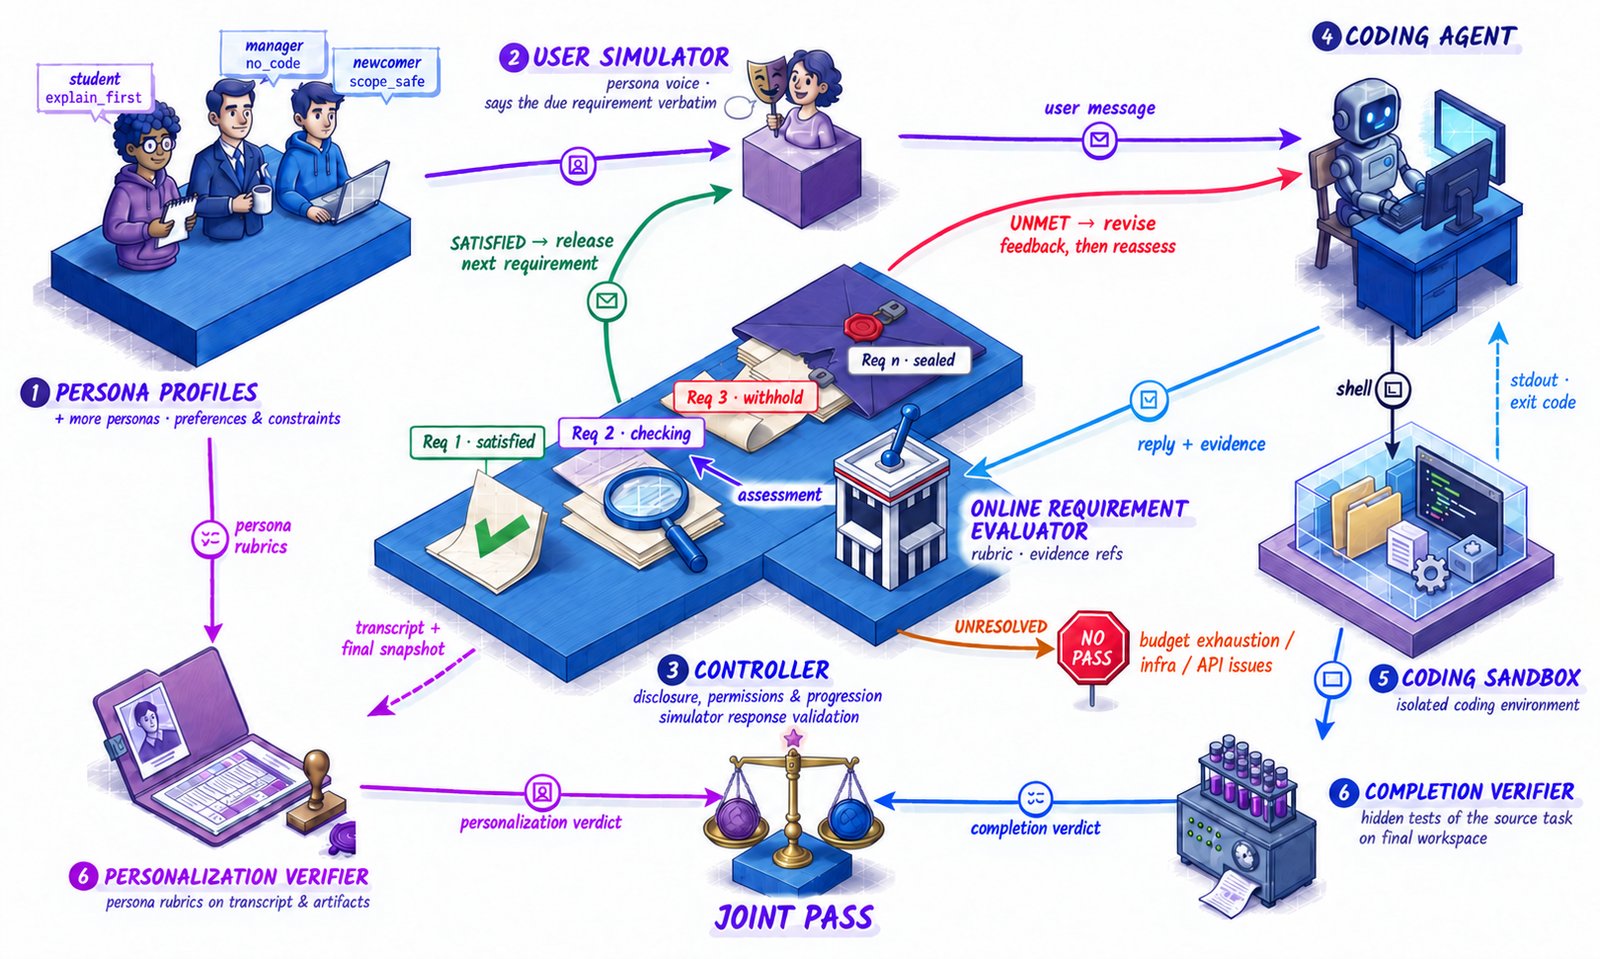 student
explain_first
manager
no_code
newcomer
scope_safe
1 PERSONA PROFILES
+ more personas · preferences & constraints
2 USER SIMULATOR
persona voice ·
says the due requirement verbatim
user message
4 CODING AGENT
SATISFIED → release
next requirement
UNMET → revise
feedback, then reassess
Req n · sealed
Req 3 · withhold
Req 2 · checking
Req 1 · satisfied
assessment
reply + evidence
ONLINE REQUIREMENT
EVALUATOR
rubric · evidence refs
shell
stdout ·
exit code
persona
rubrics
transcript +
final snapshot
3 CONTROLLER
disclosure, permissions & progression
simulator response validation
UNRESOLVED
NO
PASS
budget exhaustion /
infra / API issues
5 CODING SANDBOX
isolated coding environment
6 PERSONALIZATION VERIFIER
persona rubrics on transcript & artifacts
personalization verdict
completion verdict
6 COMPLETION VERIFIER
hidden tests of the source task
on final workspace
JOINT PASS